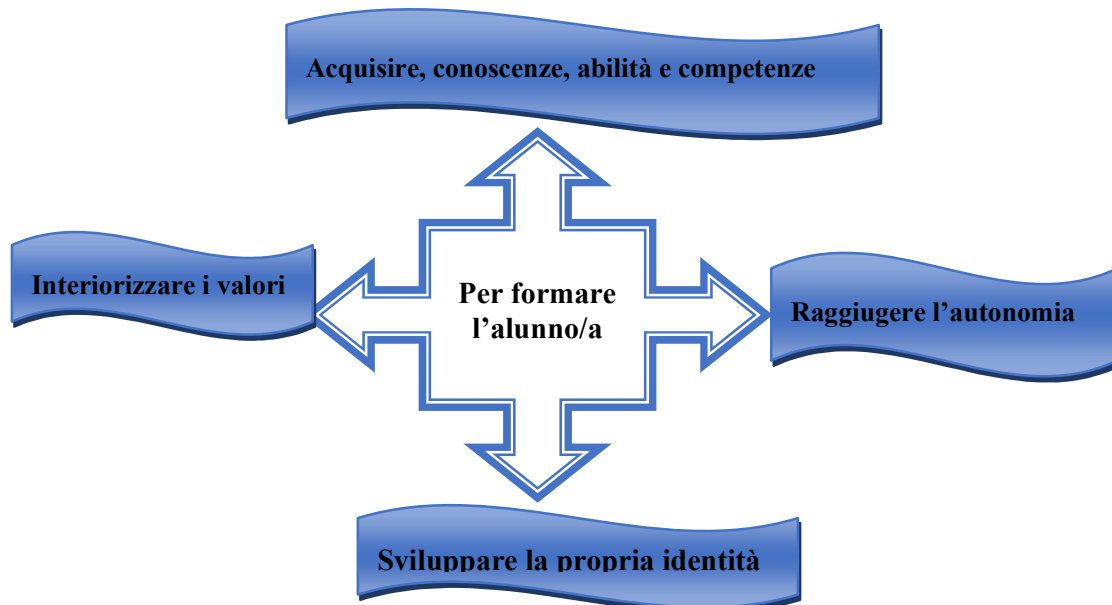 Acquisire, conoscenze, abilità e competenze
Interiorizzare i valori
Per formare
l’alunno/a
Raggiugere l’autonomia
Sviluppare la propria identità